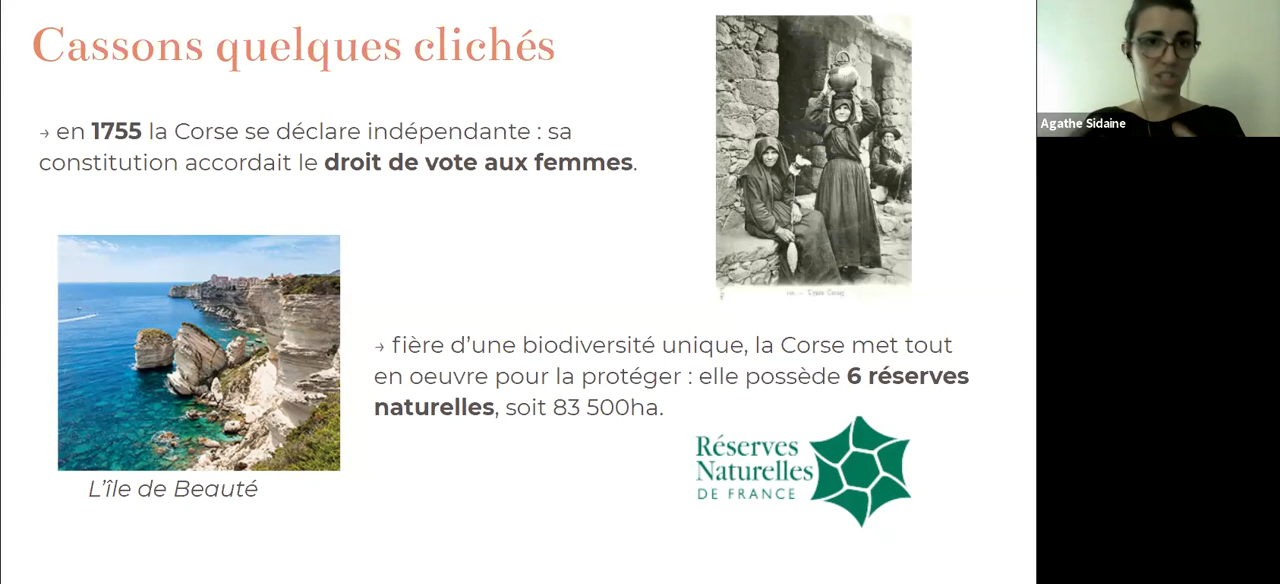 Cassons quelques clichés
→ en 1755 la Corse se déclare indépendante : sa
constitution accordait le droit de vote aux femmes.
L'île de Beauté
→ fière d'une biodiversité unique, la Corse met tout
en oeuvre pour la protéger : elle possède 6 réserves
naturelles, soit 83 500ha.
Réserves
Naturelles
DE FRANCE
Agathe Sidaine